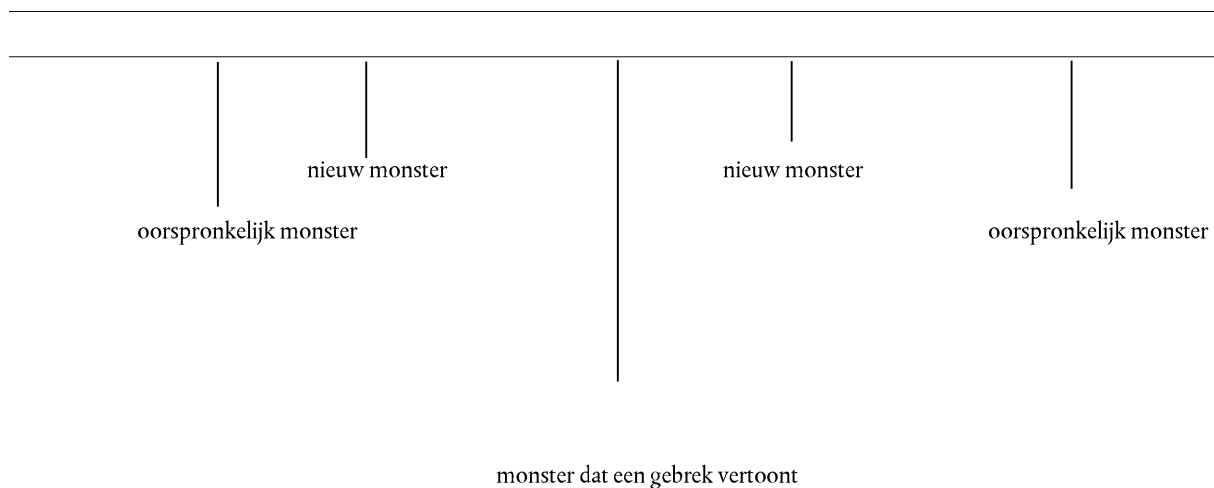 nieuw monster
nieuw monster
oorspronkelijk monster
oorspronkelijk monster
monster dat een gebrek vertoont